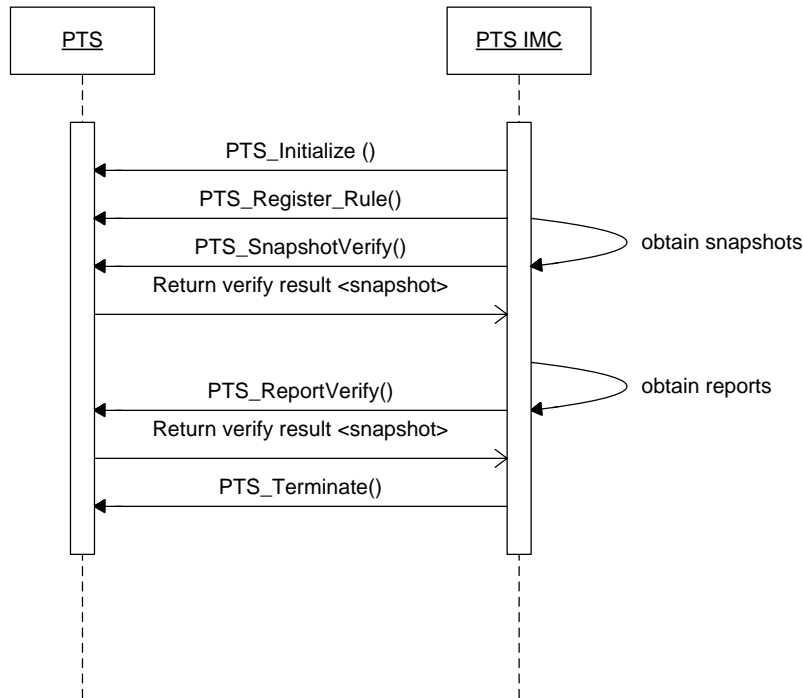 PTS
PTS IMC
PTS_Initialize ()
PTS_Register_Rule()
obtain snapshots
PTS_SnapshotVerify()
Return verify result <snapshot>
obtain reports
PTS_ReportVerify()
Return verify result <snapshot>
PTS_Terminate()